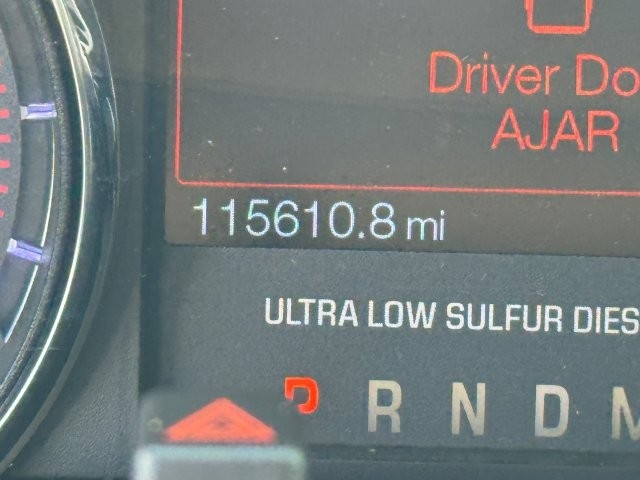 Driver Do
AJAR
115610.8 mi
ULTRA LOW SULFUR DIES
P R N D M